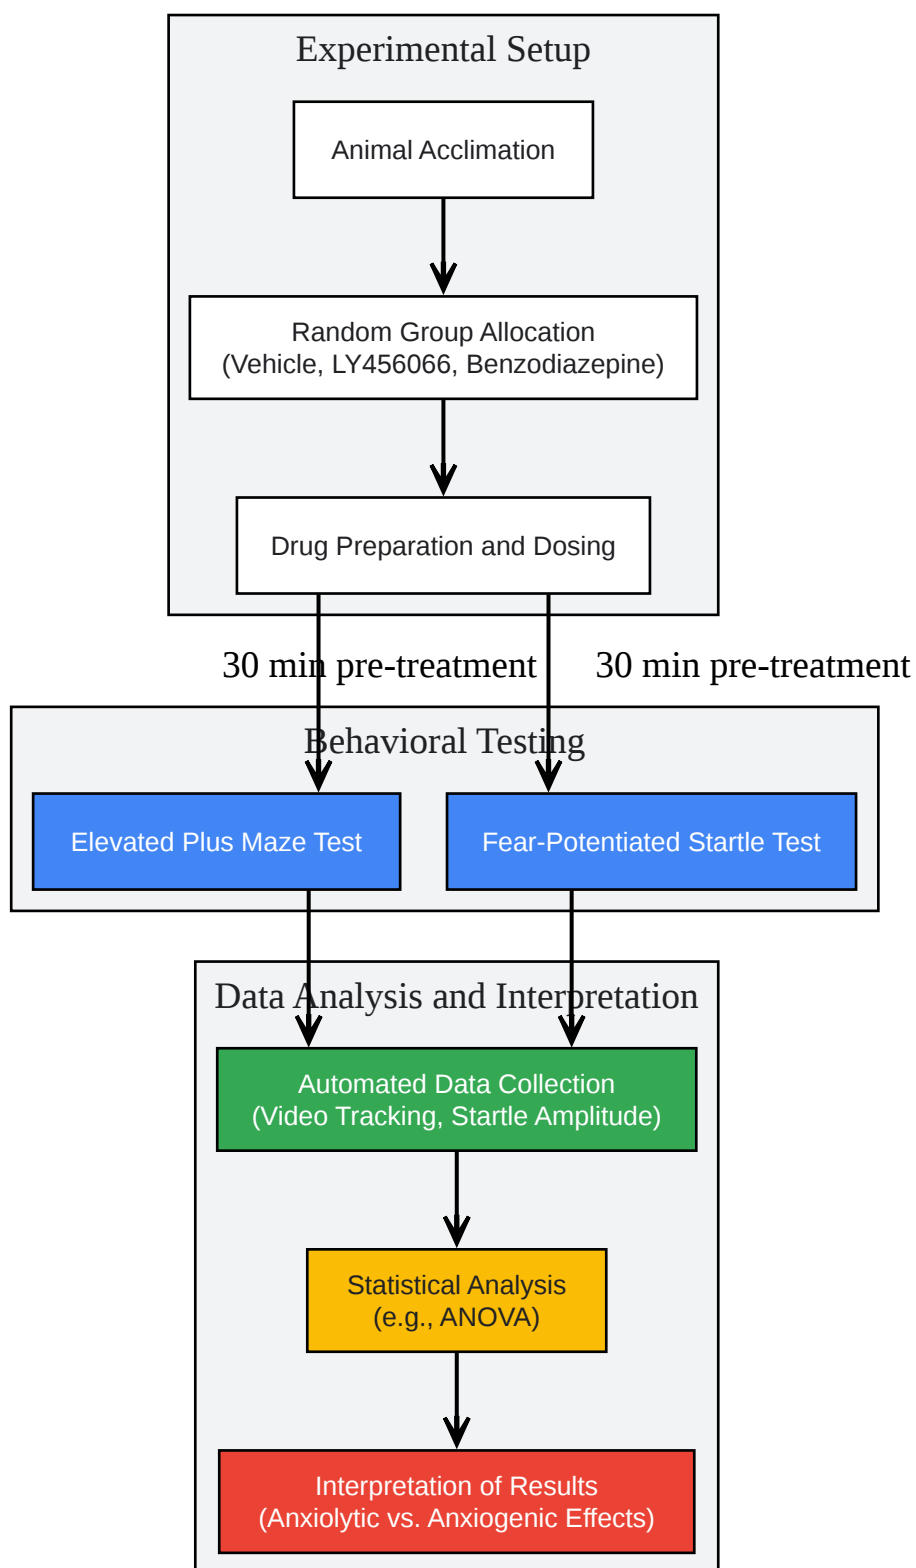 Experimental Setup
Animal Acclimation
Random Group Allocation
(Vehicle, LY456066, Benzodiazepine)
Drug Preparation and Dosing
30 min pre-treatment
30 min pre-treatment
Behavioral Testing
Elevated Plus Maze Test
Fear-Potentiated Startle Test
Data Analysis and Interpretation
Automated Data Collection
(Video Tracking, Startle Amplitude)
Statistical Analysis
(e.g., ANOVA)
Interpretation of Results
(Anxiolytic vs. Anxiogenic Effects)